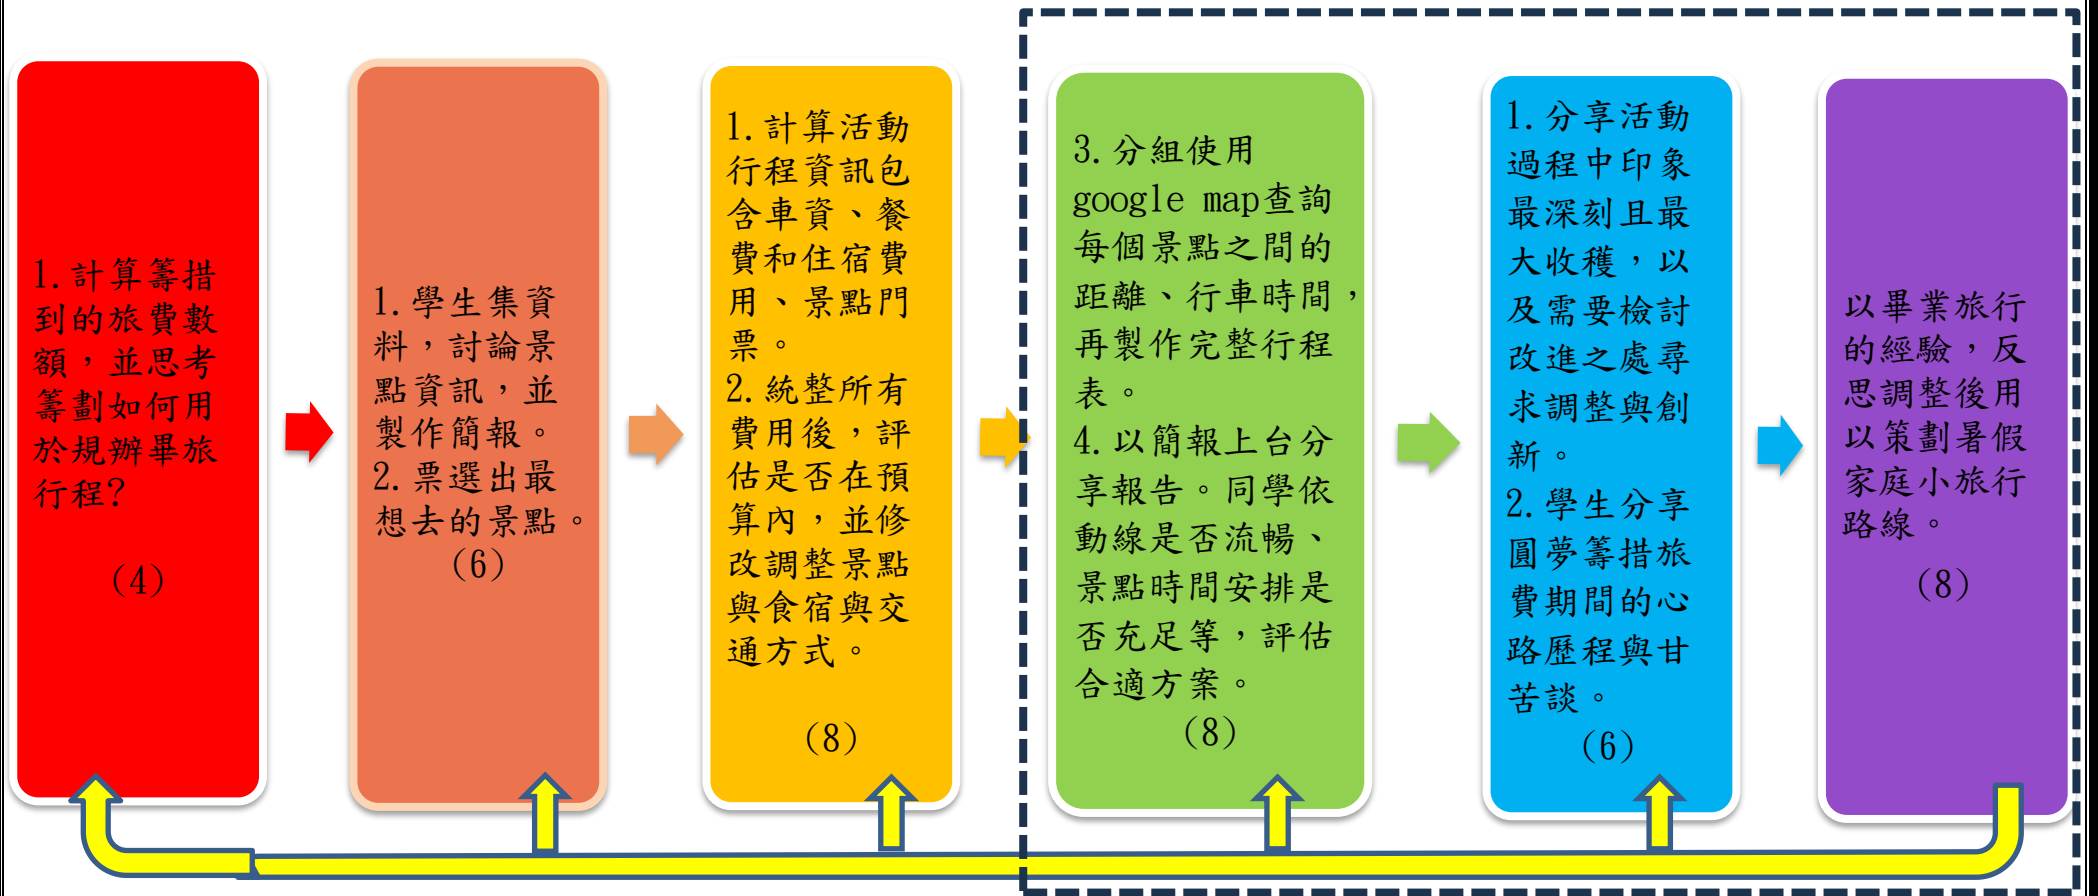 1.計算籌措
到的旅費數
額，並思考
籌劃如何用
於規辦畢旅
行程?
(4)
1.學生集資
料，討論景
點資訊，並
製作簡報。
2.票選出最
想去的景點。
(6)
1.計算活動
行程資訊包
含車資、餐
費和住宿費
用、景點門
票。
2.統整所有
費用後，評
估是否在預
算內，並修
改調整景點
與食宿與交
通方式。
(8)
3.分組使用
google map查詢
每個景點之間的
距離、行車時間，
再製作完整行程
表。
4.以簡報上台分
享報告。同學依
動線是否流暢、
景點時間安排是
否充足等，評估
合適方案。
(8)
1.分享活動
過程中印象
最深刻且最
大收穫，以
及需要檢討
改進之處尋
求調整與創
新。
2.學生分享
圓夢籌措旅
費期間的心
路歷程與甘
苦談。
(6)
以畢業旅行
的經驗，反
思調整後用
以策劃暑假
家庭小旅行
路線。
(8)